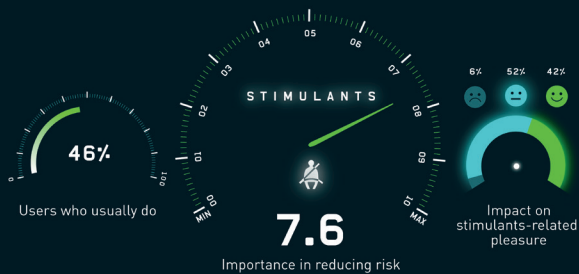 46%
0
100
Users who usually do
STIMULANTS
00
01
02
03
04
05
06
07
08
09
10
MIN
MAX
7.6
Importance in reducing risk
6% 52% 42%
Impact on
stimulants-related
pleasure